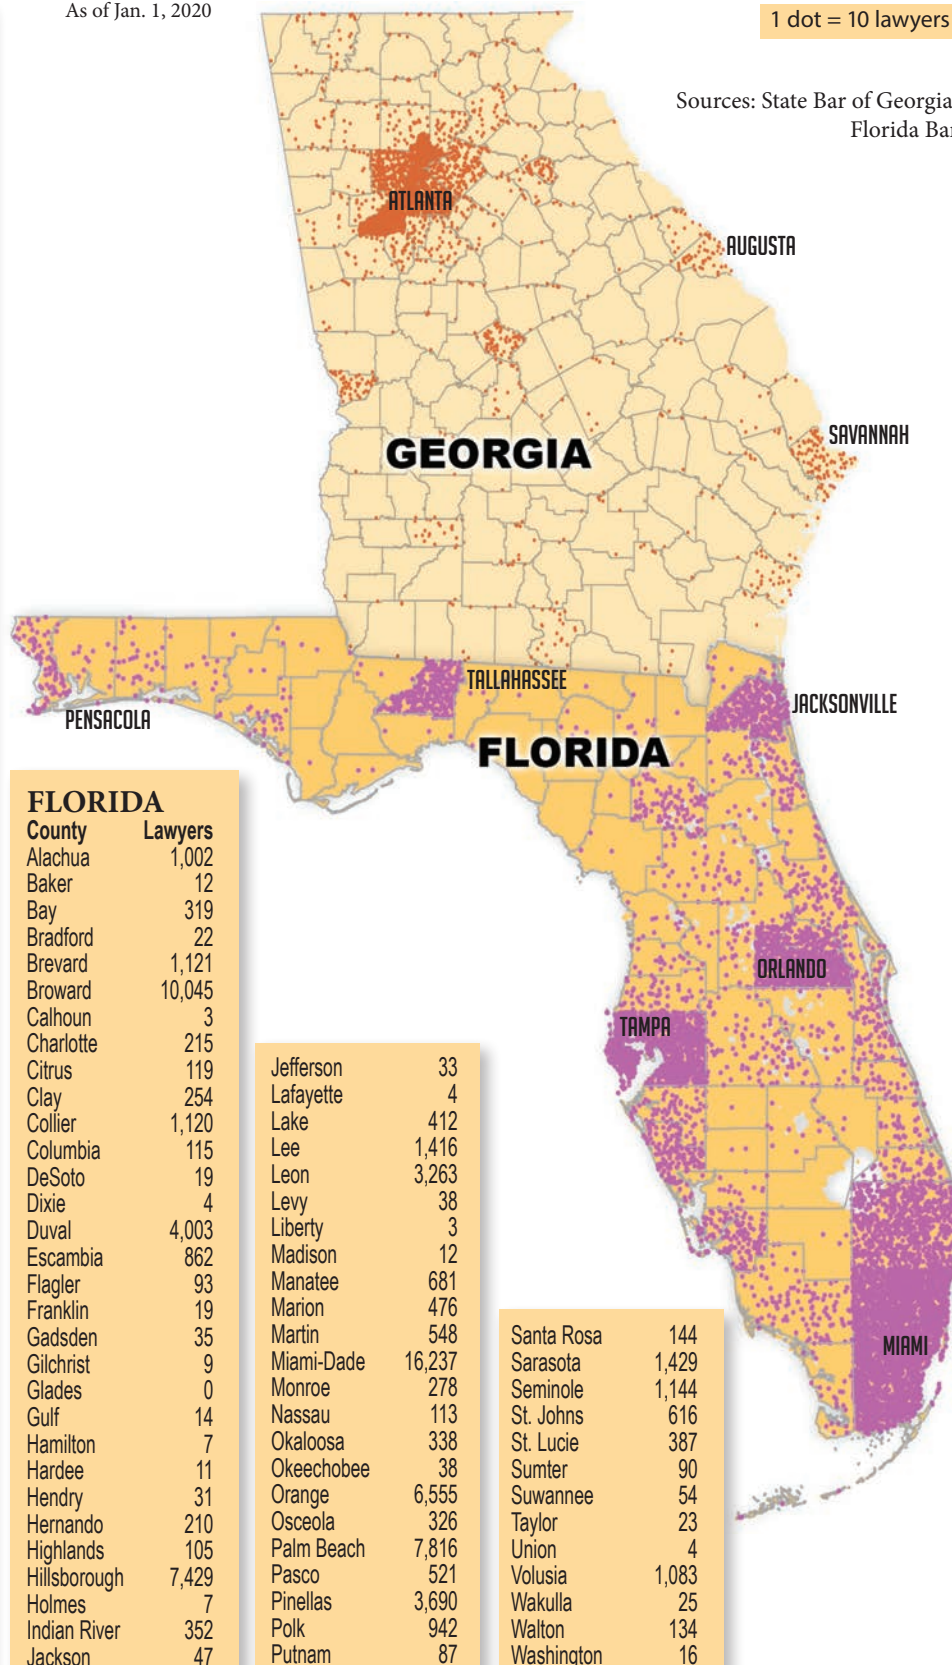 As of Jan. 1, 2020
1 dot = 10 lawyers
Sources: State Bar of Georgia,
Florida Bar
ATLANTA
AUGUSTA
SAVANNAH
GEORGIA
TALLAHASSEE
PENSACOLA
JACKSONVILLE
FLORIDA
ORLANDO
TAMPA
MIAMI
FLORIDA
County Lawyers
Alachua 1,002
Baker 12
Bay 319
Bradford 22
Brevard 1,121
Broward 10,045
Calhoun 3
Charlotte 215
Citrus 119
Clay 254
Collier 1,120
Columbia 115
DeSoto 19
Dixie 4
Duval 4,003
Escambia 862
Flagler 93
Franklin 19
Gadsden 35
Gilchrist 9
Glades 0
Gulf 14
Hamilton 7
Hardee 11
Hendry 31
Hernando 210
Highlands 105
Hillsborough 7,429
Holmes 7
Indian River 352
Jackson 47
Jefferson 33
Lafayette 4
Lake 412
Lee 1,416
Leon 3,263
Levy 38
Liberty 3
Madison 12
Manatee 681
Marion 476
Martin 548
Miami-Dade 16,237
Monroe 278
Nassau 113
Okaloosa 338
Okeechobee 38
Orange 6,555
Osceola 326
Palm Beach 7,816
Pasco 521
Pinellas 3,690
Polk 942
Putnam 87
Santa Rosa 144
Sarasota 1,429
Seminole 1,144
St. Johns 616
St. Lucie 387
Sumter 90
Suwannee 54
Taylor 23
Union 4
Volusia 1,083
Wakulla 25
Walton 134
Washington 16